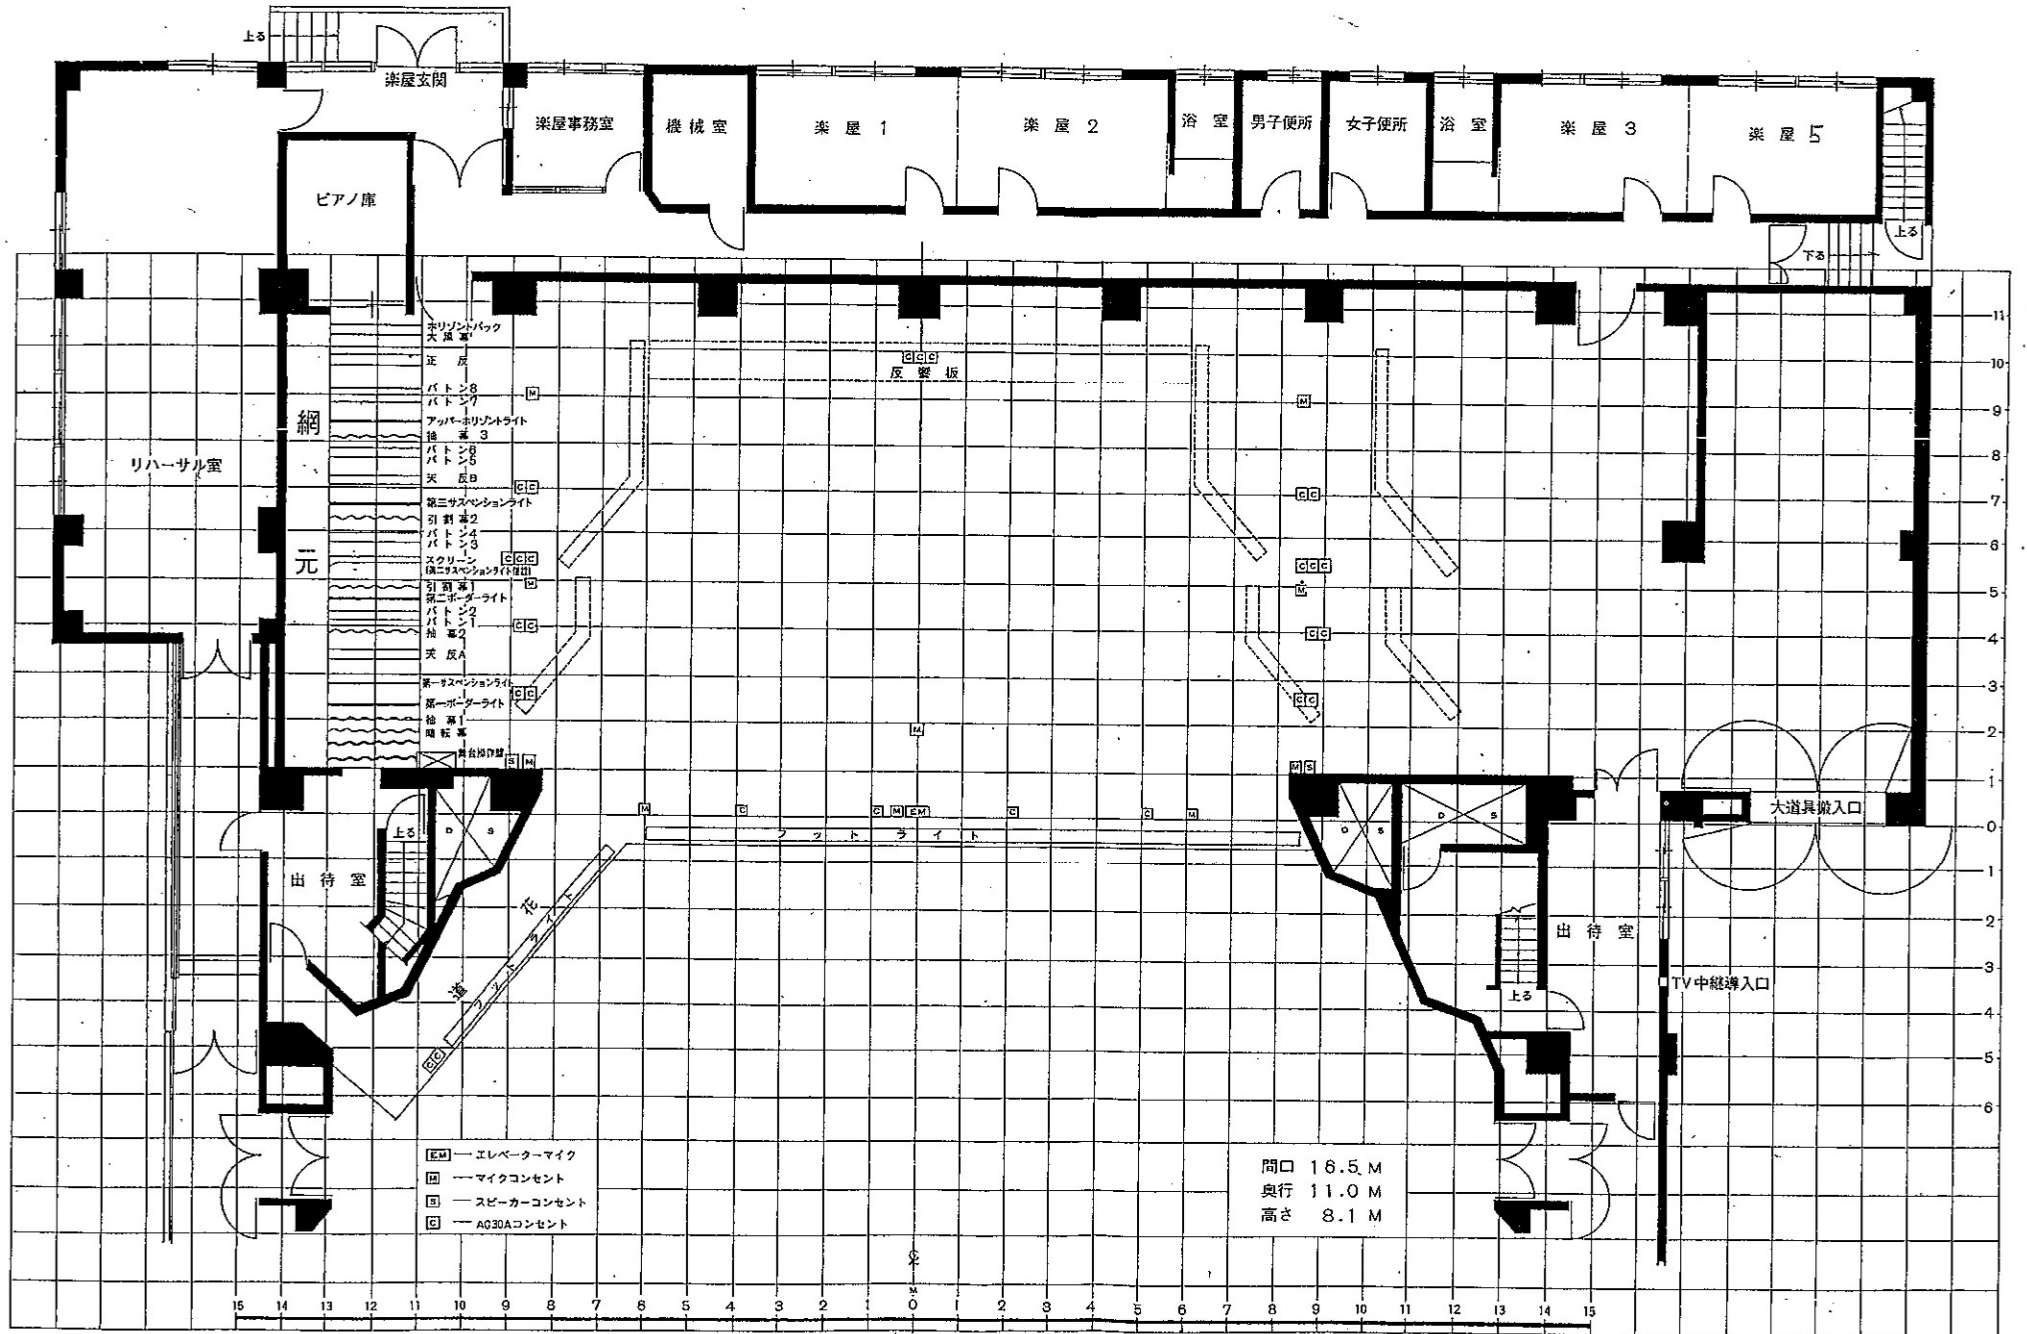 上る
楽屋玄関
楽屋事務室
機械室
楽屋1
楽屋2
浴室
男子便所
女子便所
浴室
楽屋3
楽屋5
ピアノ庫
上る
下る
ホリゾントバック
大黒幕
正反
バトン8
バトン7
アッパーホリゾントライト
袖幕3
バトン6
バトン5
天反B
第三サスペンションライト
引割幕2
バトン4
バトン3
スクリーン
引割幕1
第二ボーダーライト
バトン2
バトン1
袖幕2
天反A
第一サスペンションライト
第一ボーダーライト
袖幕1
暗転幕
舞台操作盤
網元
リハーサル室
C C C
反響板
M
M
C C
C C
C C C
C C C
M
M
C C
C C
C C
C C
M
S M
M S
M C C M EM C C M
フットライト
D S
D S
D S
上る
出待室
花道
フットライト
C C
大道具搬入口
出待室
上る
TV中継導入口
11
10
9
8
7
6
5
4
3
2
1
0
1
2
3
4
5
6
EM エレベーターマイク
M マイクコンセント
S スピーカーコンセント
C AC30Aコンセント
間口 16.5 M
奥行 11.0 M
高さ 8.1 M
M
15 14 13 12 11 10 9 8 7 6 5 4 3 2 1 0 1 2 3 4 5 6 7 8 9 10 11 12 13 14 15